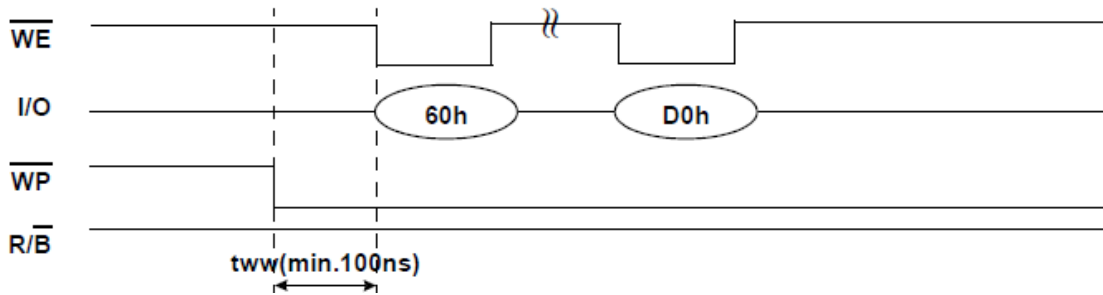 WE
I/O
60h
D0h
WP
R/B
tww(min.100ns)